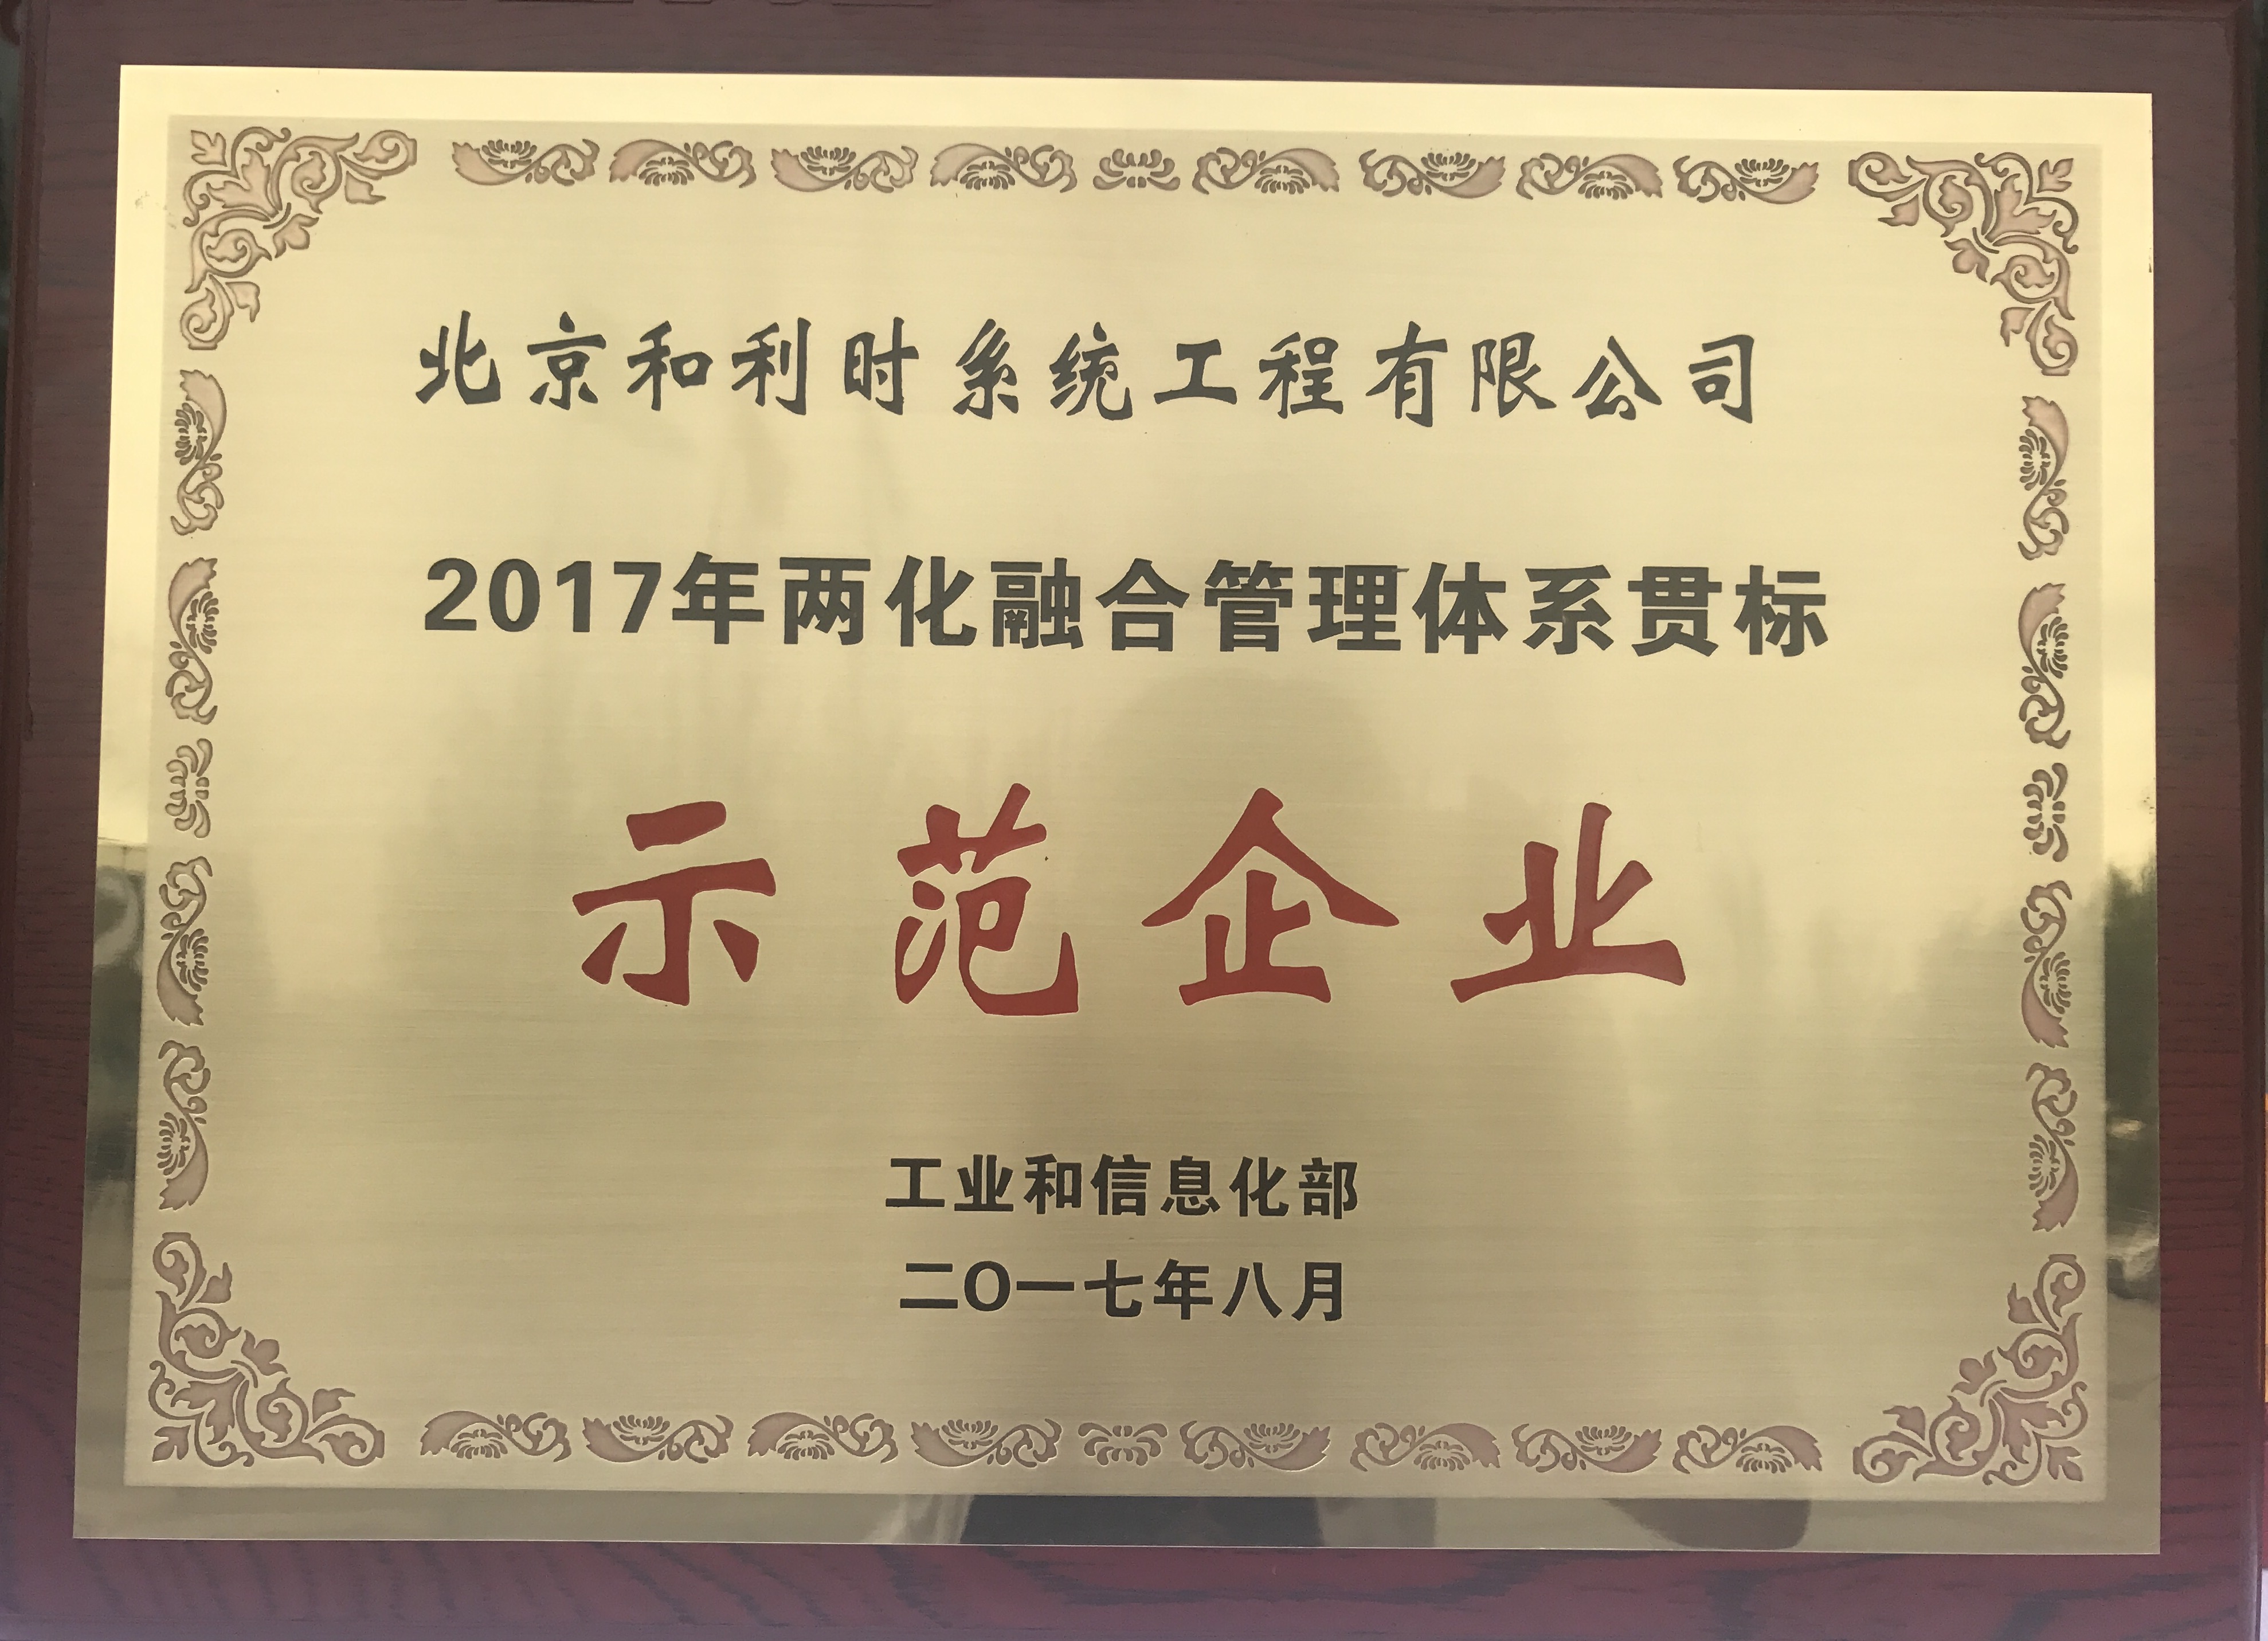 北京和利时系统工程有限公司
2017年两化融合管理体系贯标
示范企业
工业和信息化部
二〇一七年八月